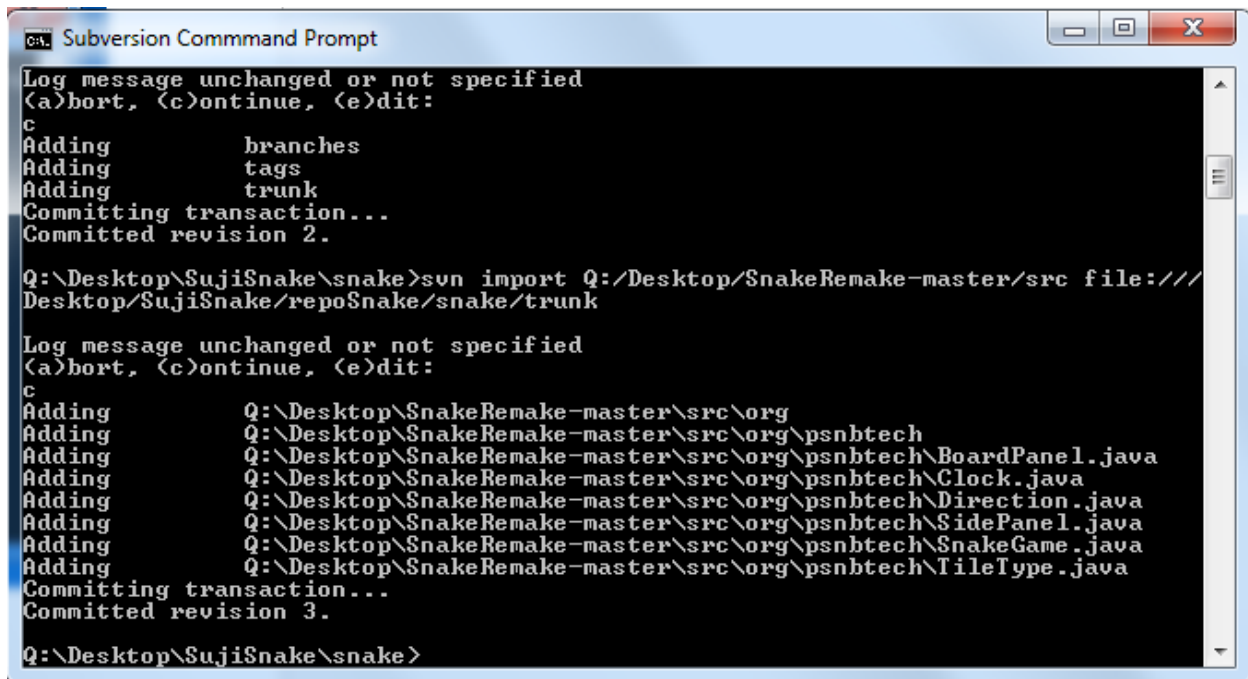 Subversion Commmand Prompt
Log message unchanged or not specified
(a)bort, (c)ontinue, (e)dit:
c
Adding         branches
Adding         tags
Adding         trunk
Committing transaction...
Committed revision 2.
Q:\Desktop\SujiSnake\snake>svn import Q:/Desktop/SnakeRemake-master/src file:///
Desktop/SujiSnake/repoSnake/snake/trunk
Log message unchanged or not specified
(a)bort, (c)ontinue, (e)dit:
c
Adding         Q:\Desktop\SnakeRemake-master\src\org
Adding         Q:\Desktop\SnakeRemake-master\src\org\psnbtech
Adding         Q:\Desktop\SnakeRemake-master\src\org\psnbtech\BoardPanel.java
Adding         Q:\Desktop\SnakeRemake-master\src\org\psnbtech\Clock.java
Adding         Q:\Desktop\SnakeRemake-master\src\org\psnbtech\Direction.java
Adding         Q:\Desktop\SnakeRemake-master\src\org\psnbtech\SidePanel.java
Adding         Q:\Desktop\SnakeRemake-master\src\org\psnbtech\SnakeGame.java
Adding         Q:\Desktop\SnakeRemake-master\src\org\psnbtech\TileType.java
Committing transaction...
Committed revision 3.
Q:\Desktop\SujiSnake\snake>